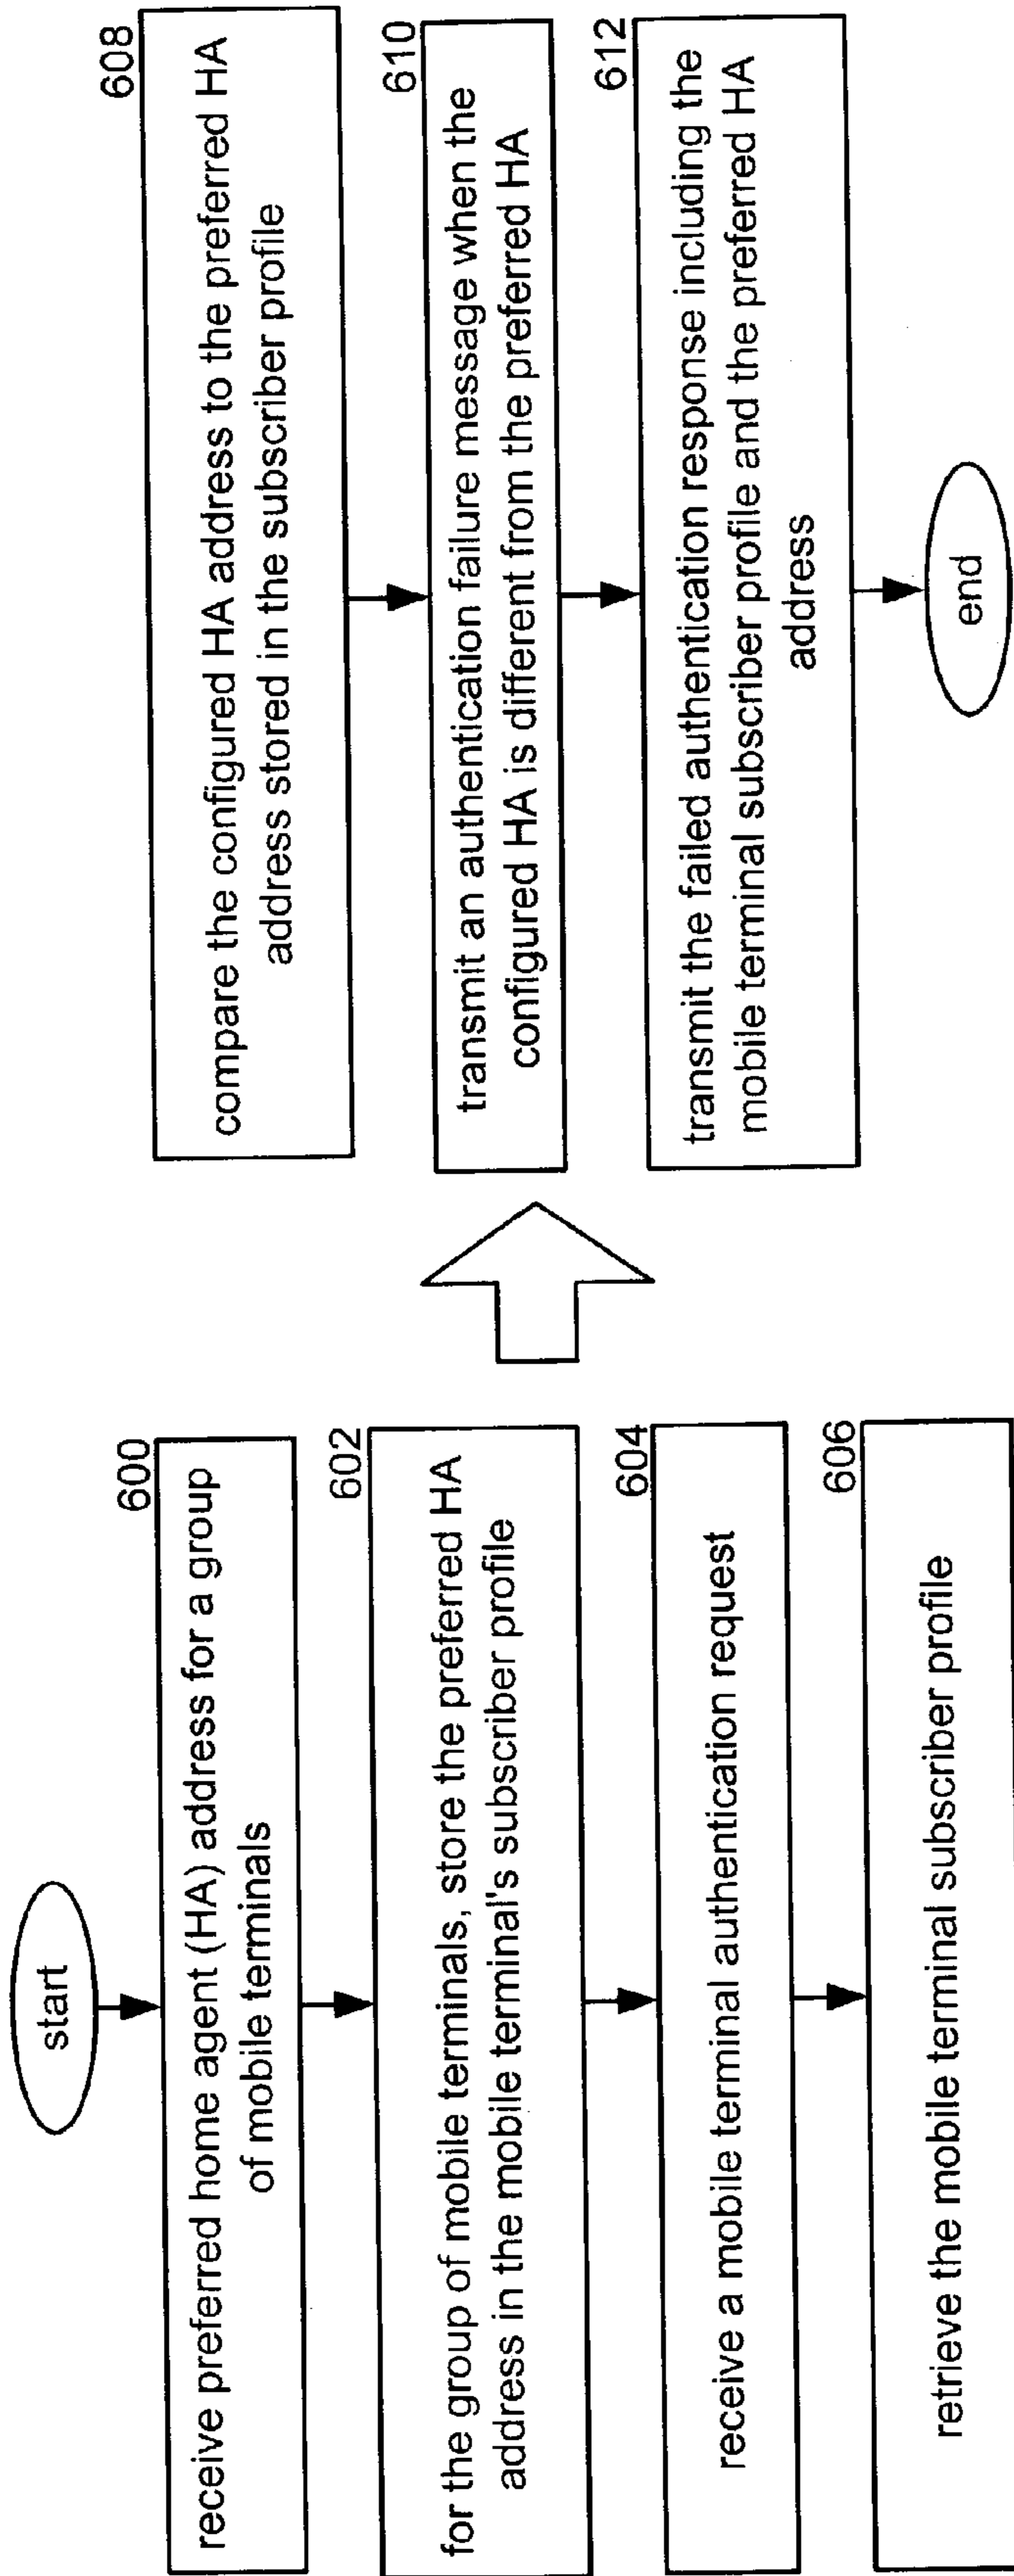 start
600
receive preferred home agent (HA) address for a group
of mobile terminals
602
for the group of mobile terminals, store the preferred HA
address in the mobile terminal's subscriber profile
604
receive a mobile terminal authentication request
606
retrieve the mobile terminal subscriber profile
608
compare the configured HA address to the preferred HA
address stored in the subscriber profile
610
transmit an authentication failure message when the
configured HA is different from the preferred HA
612
transmit the failed authentication response including the
mobile terminal subscriber profile and the preferred HA
address
end